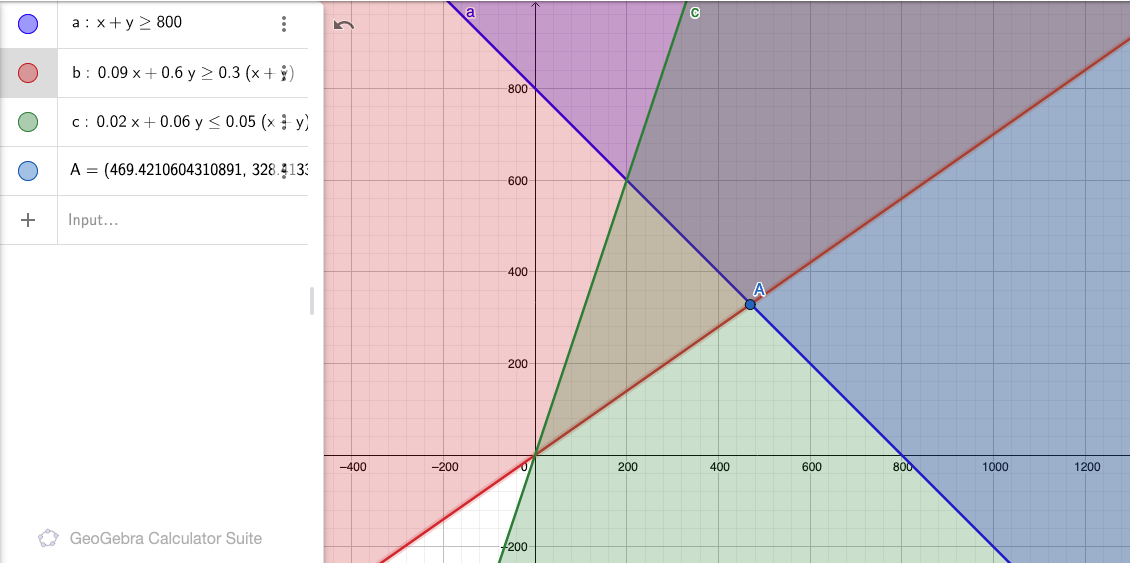 a : x + y ≥ 800
b : 0.09 x + 0.6 y ≥ 0.3 (x + y)
c : 0.02 x + 0.06 y ≤ 0.05 (x + y)
A = (469.4210604310891, 328.
Input...
GeoGebra Calculator Suite
a
c
A
800
600
400
200
0
-200
–400
–200
200
400
600
800
1000
1200